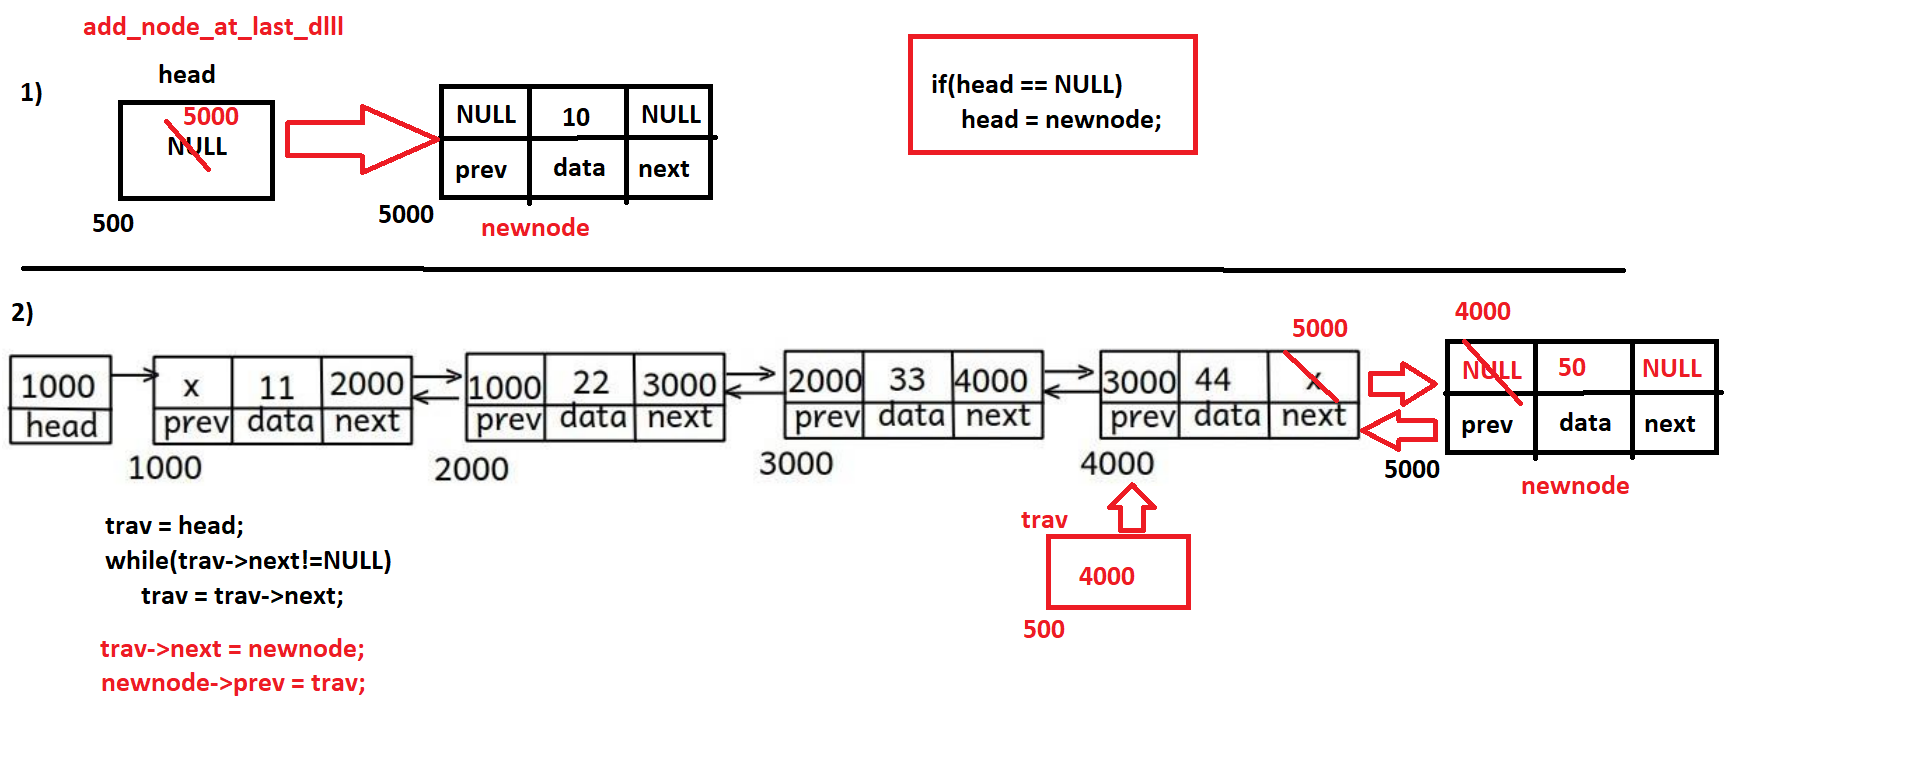 add_node_at_last_dlll
head
1)
5000
NULL
500
NULL 10 NULL
prev data next
5000
newnode
if(head == NULL)
head = newnode;
2)
5000
4000
1000
head
x 11 2000
prev data next
1000
1000 22 3000
prev data next
2000
2000 33 4000
prev data next
3000
3000 44 x
prev data next
4000
NULL 50 NULL
prev data next
5000
newnode
trav = head;
while(trav->next!=NULL)
trav = trav->next;
trav->next = newnode;
newnode->prev = trav;
trav
4000
500